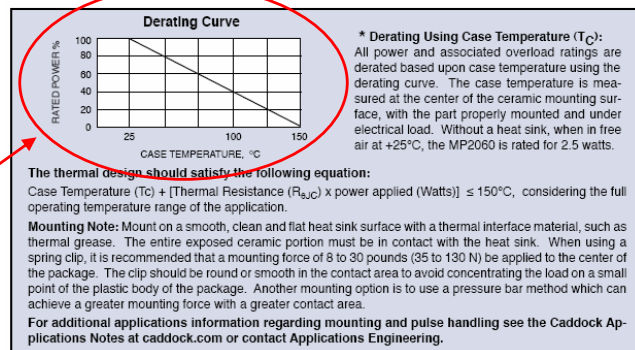 Derating Curve
RATED POWER %
100
80
60
40
20
0
25
100
150
CASE TEMPERATURE, °C
* Derating Using Case Temperature (TC):
All power and associated overload ratings are
derated based upon case temperature using the
derating curve. The case temperature is mea-
sured at the center of the ceramic mounting sur-
face, with the part properly mounted and under
electrical load. Without a heat sink, when in free
air at +25°C, the MP2060 is rated for 2.5 watts.
The thermal design should satisfy the following equation:
Case Temperature (Tc) + [Thermal Resistance (RθJC) x power applied (Watts)] ≤ 150°C, considering the full
operating temperature range of the application.
Mounting Note: Mount on a smooth, clean and flat heat sink surface with a thermal interface material, such as
thermal grease. The entire exposed ceramic portion must be in contact with the heat sink. When using a
spring clip, it is recommended that a mounting force of 8 to 30 pounds (35 to 130 N) be applied to the center of
the package. The clip should be round or smooth in the contact area to avoid concentrating the load on a small
point of the plastic body of the package. Another mounting option is to use a pressure bar method which can
achieve a greater mounting force with a greater contact area.
For additional applications information regarding mounting and pulse handling see the Caddock Ap-
plications Notes at caddock.com or contact Applications Engineering.